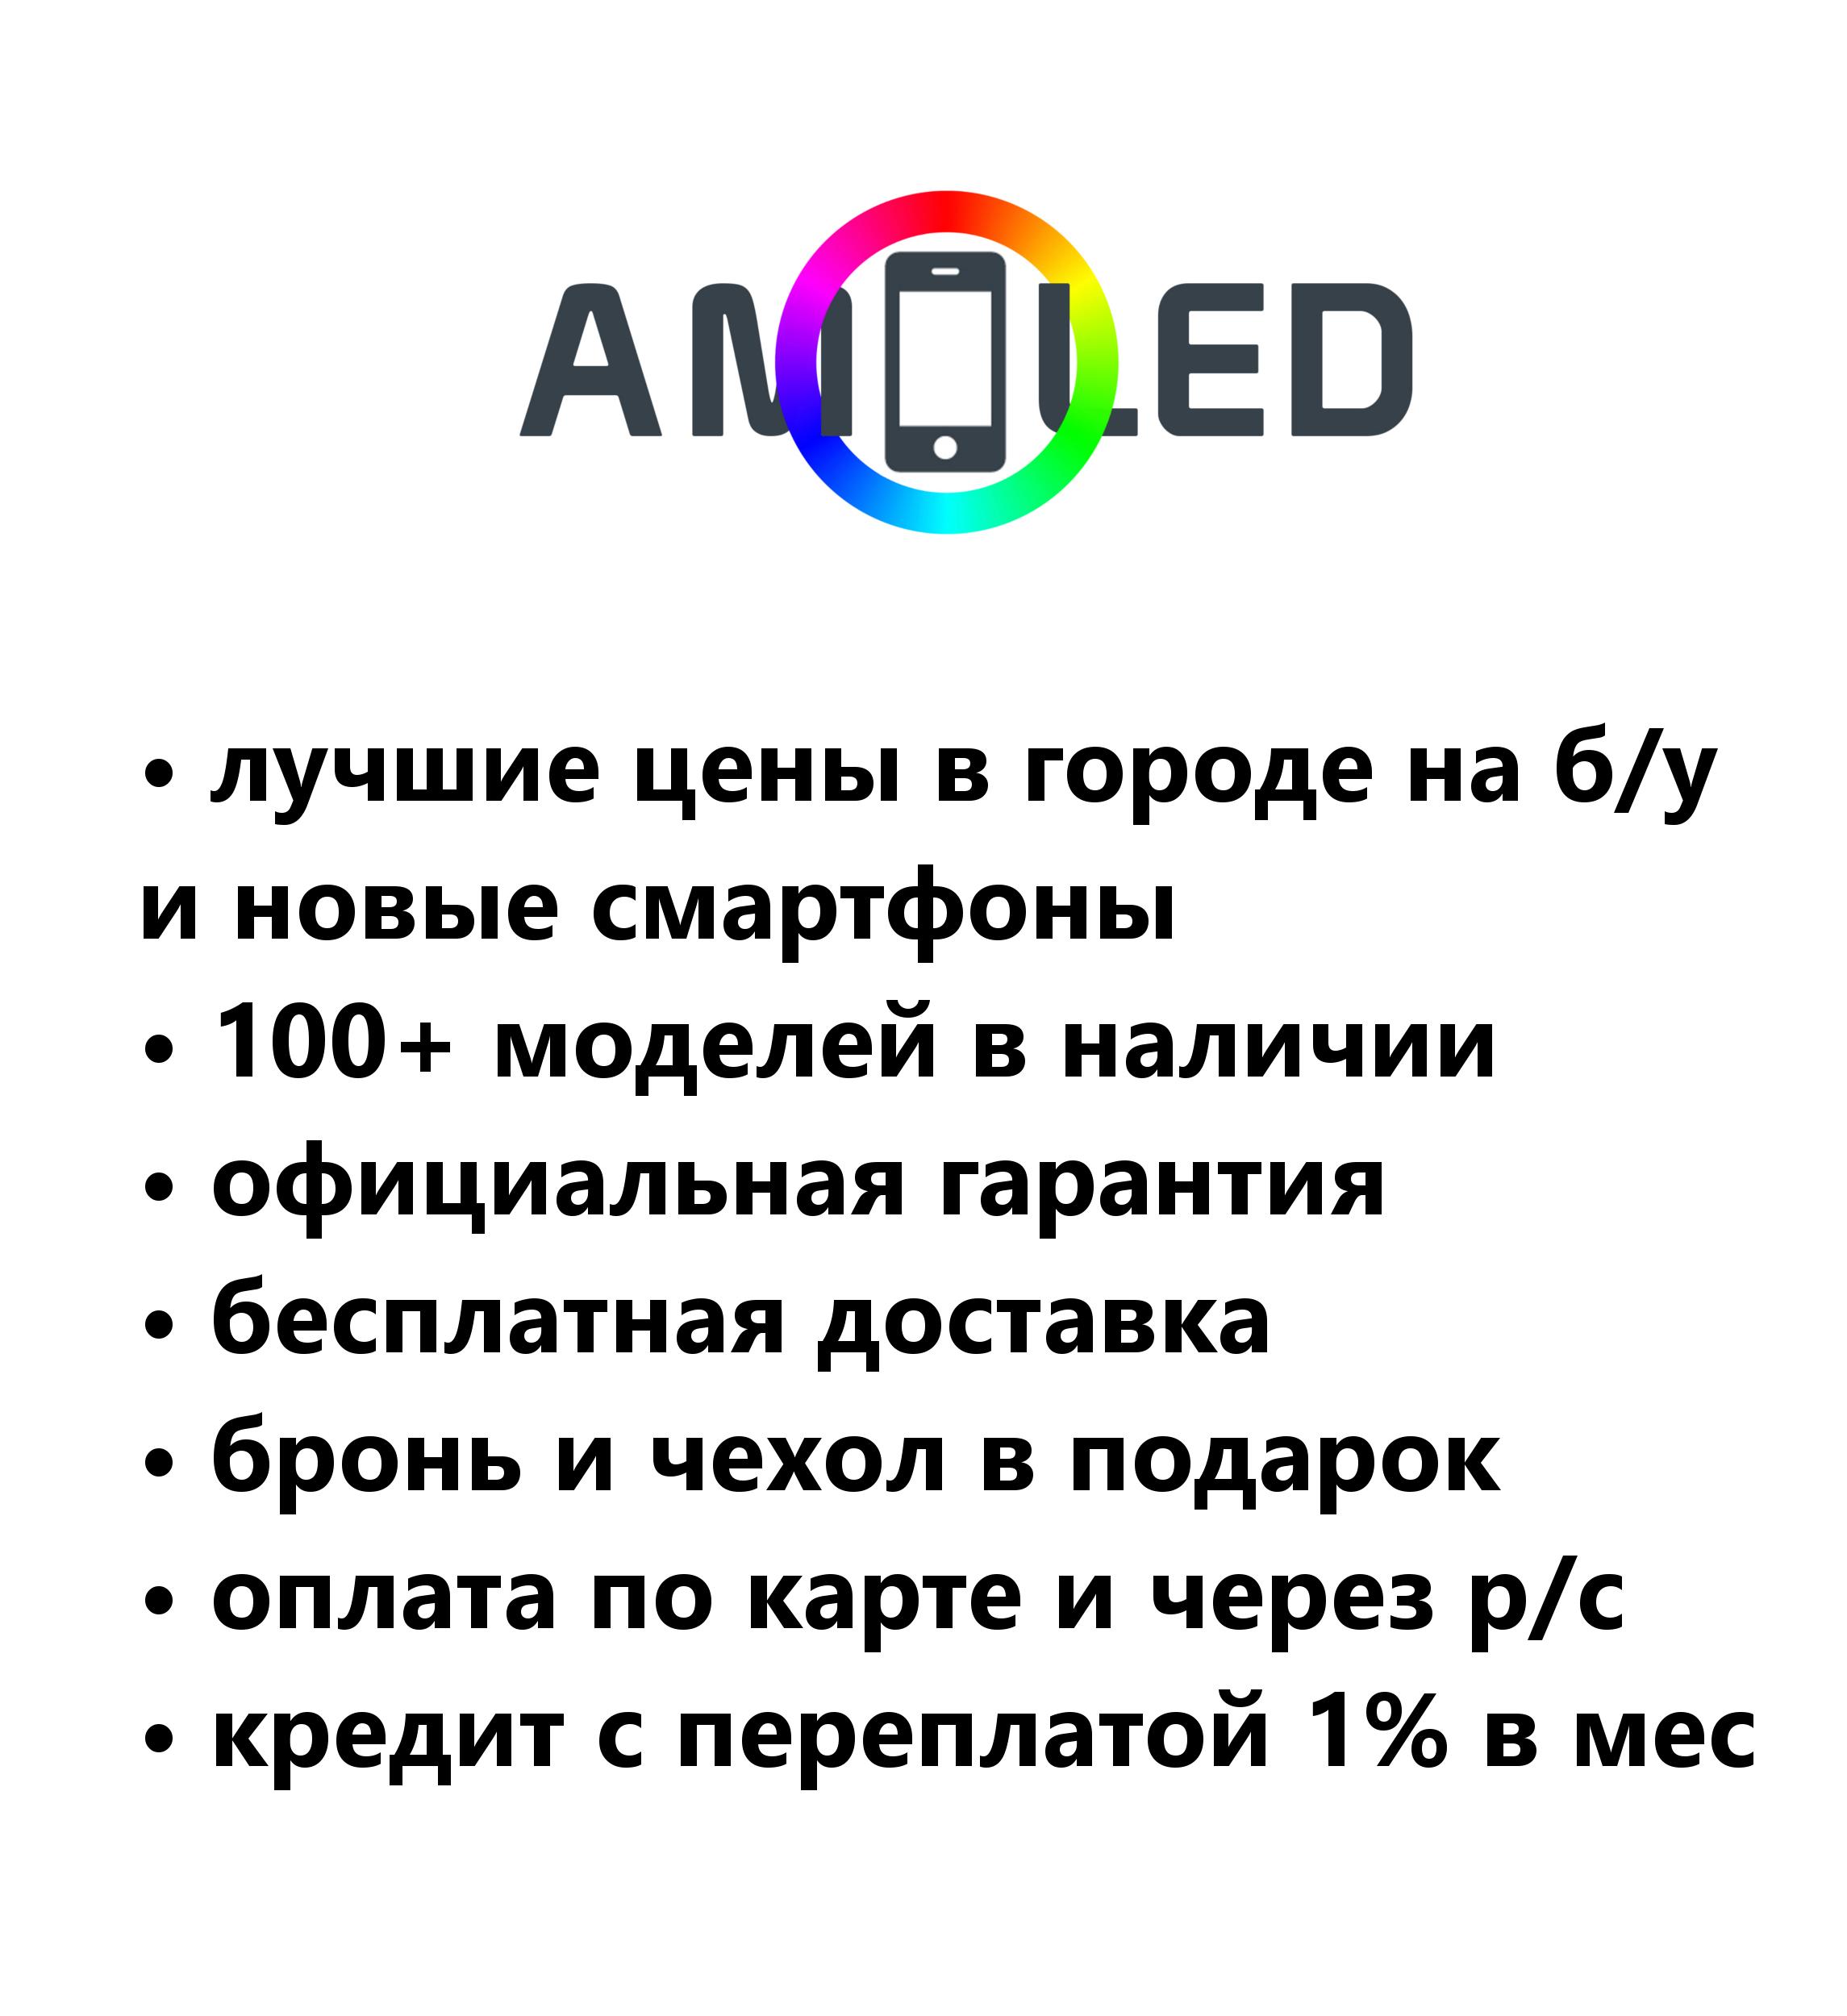 AMOLED
• лучшие цены в городе на б/у
и новые смартфоны
• 100+ моделей в наличии
• официальная гарантия
• бесплатная доставка
• бронь и чехол в подарок
• оплата по карте и через р/с
• кредит с переплатой 1% в мес